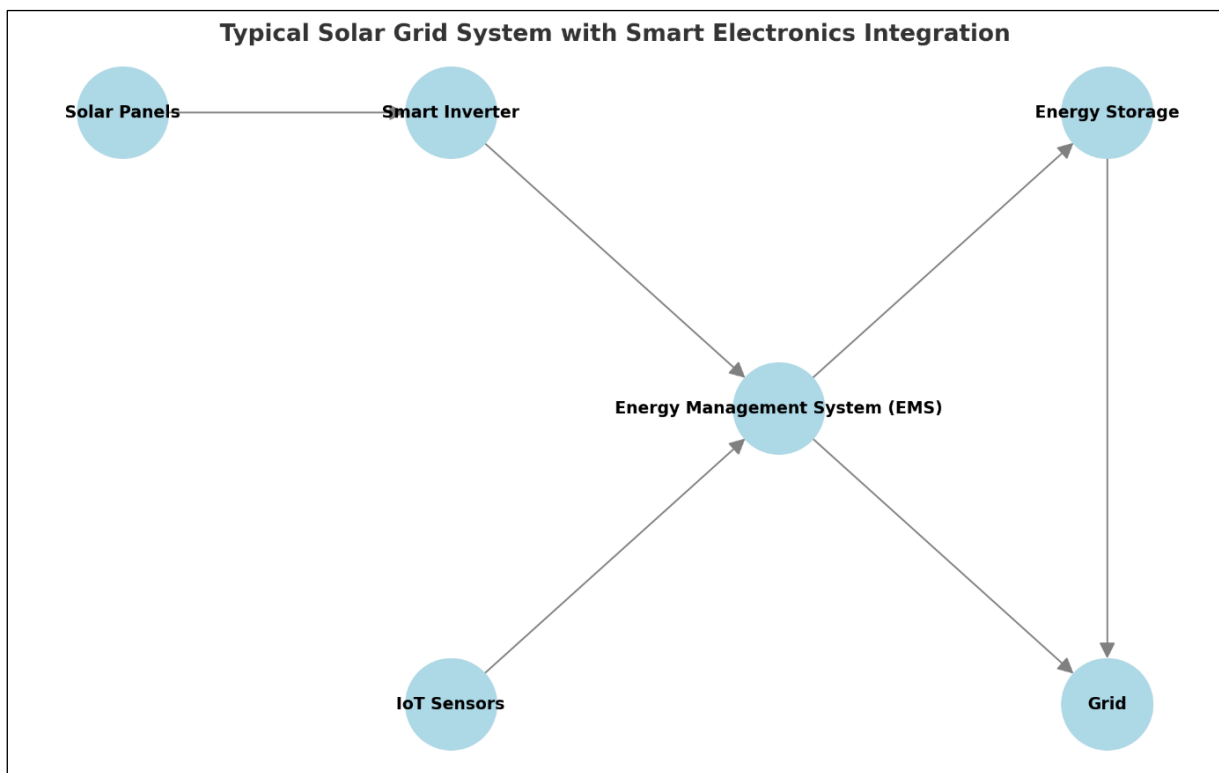 Typical Solar Grid System with Smart Electronics Integration
Solar Panels
Smart Inverter
Energy Storage
Energy Management System (EMS)
IoT Sensors
Grid